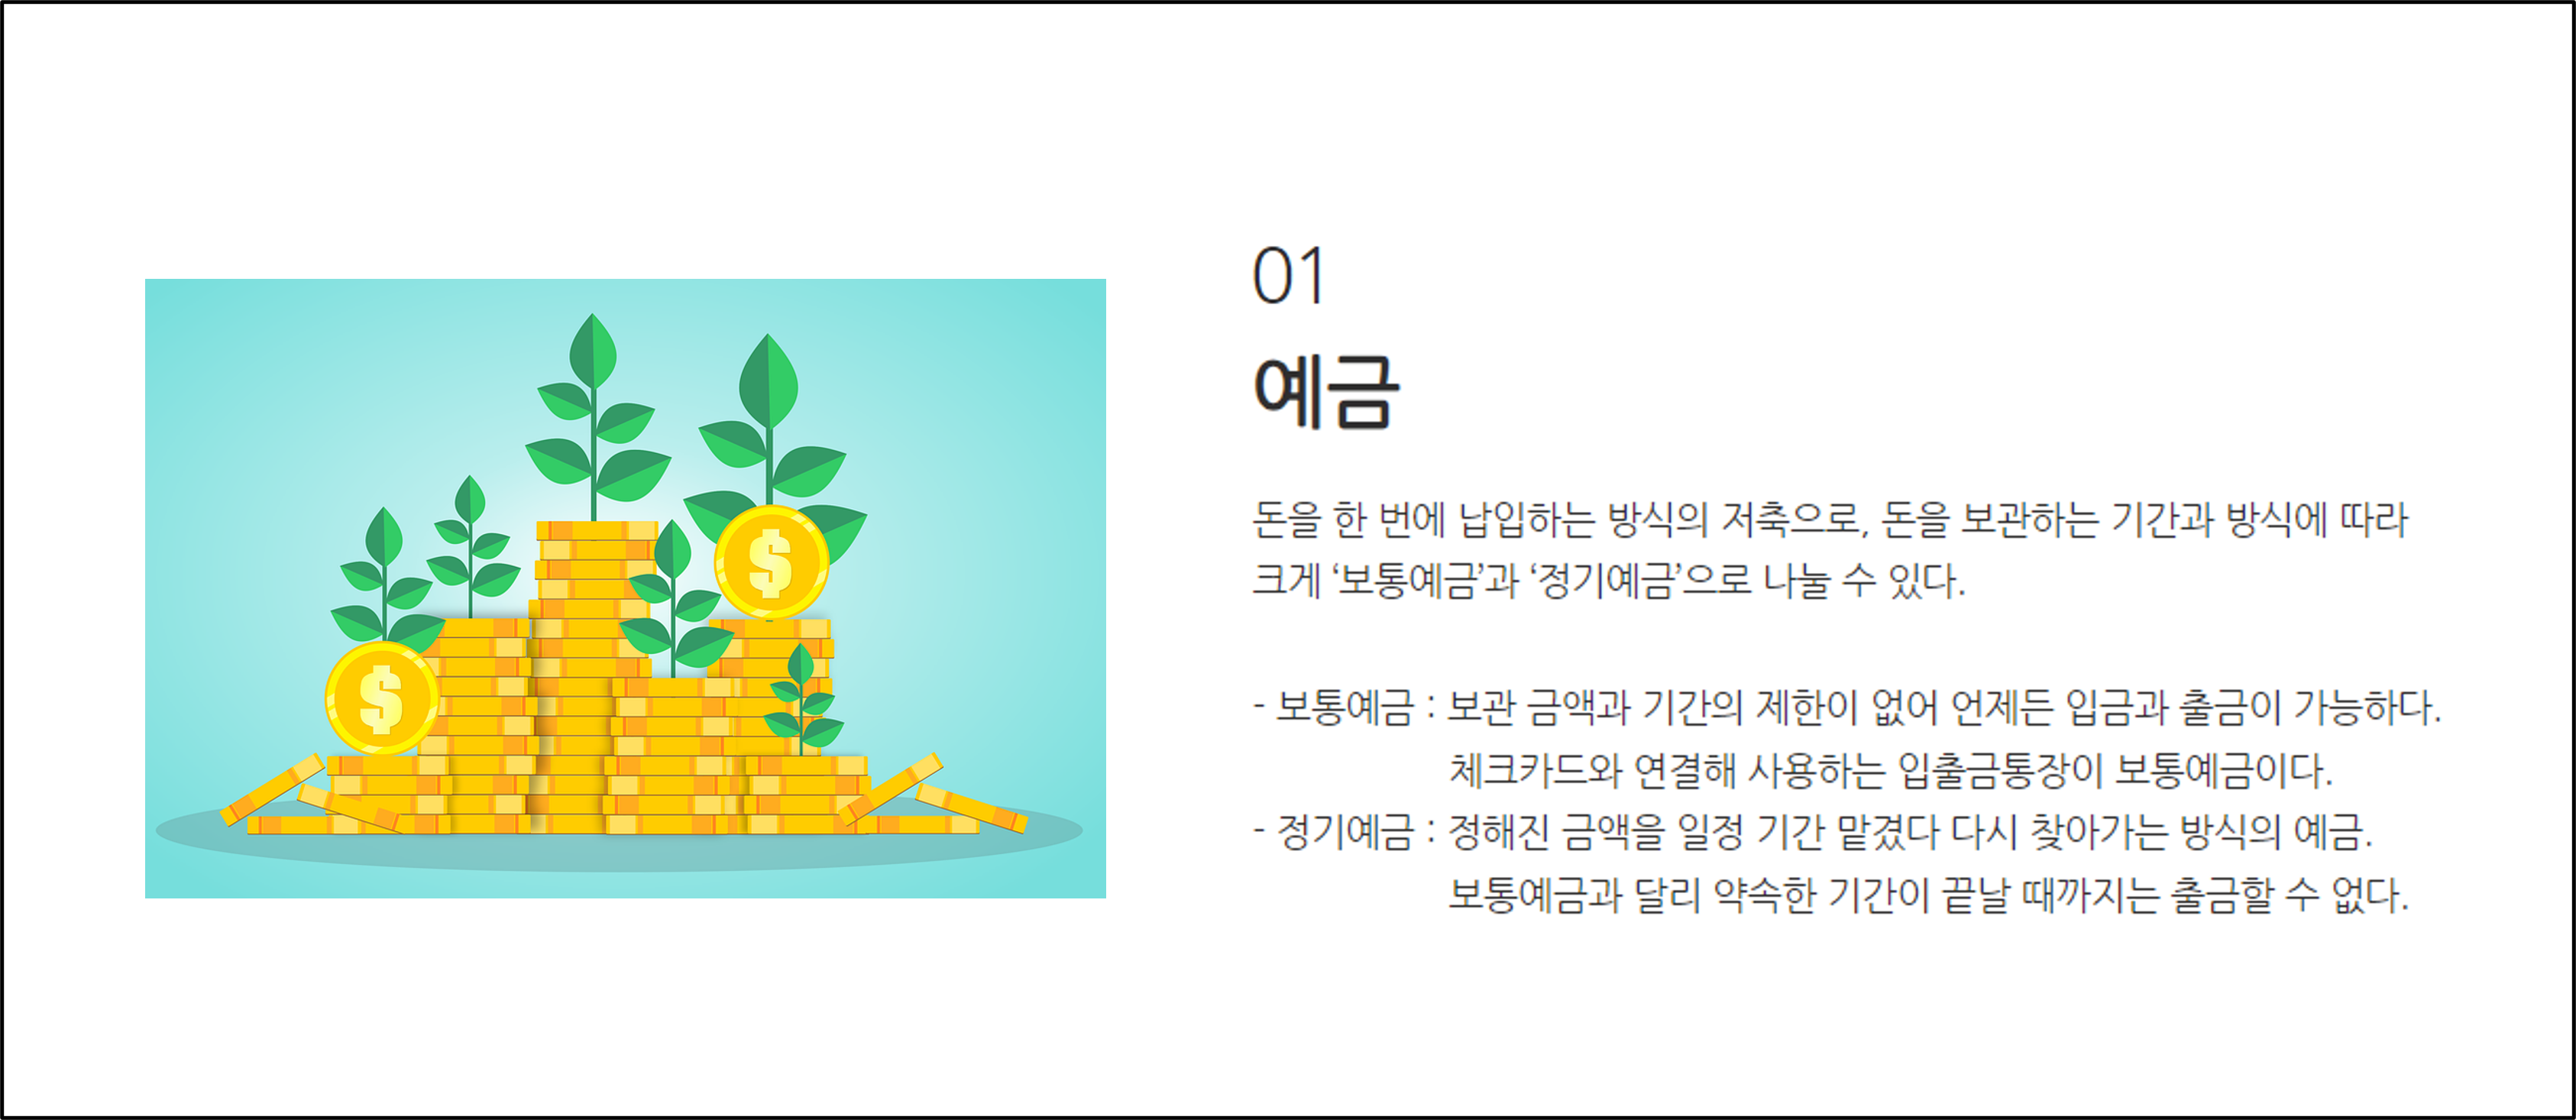 01
예금
돈을 한 번에 납입하는 방식의 저축으로, 돈을 보관하는 기간과 방식에 따라
크게 ‘보통예금’과 ‘정기예금’으로 나눌 수 있다.
- 보통예금 : 보관 금액과 기간의 제한이 없어 언제든 입금과 출금이 가능하다.
체크카드와 연결해 사용하는 입출금통장이 보통예금이다.
- 정기예금 : 정해진 금액을 일정 기간 맡겼다 다시 찾아가는 방식의 예금.
보통예금과 달리 약속한 기간이 끝날 때까지는 출금할 수 없다.
$
$